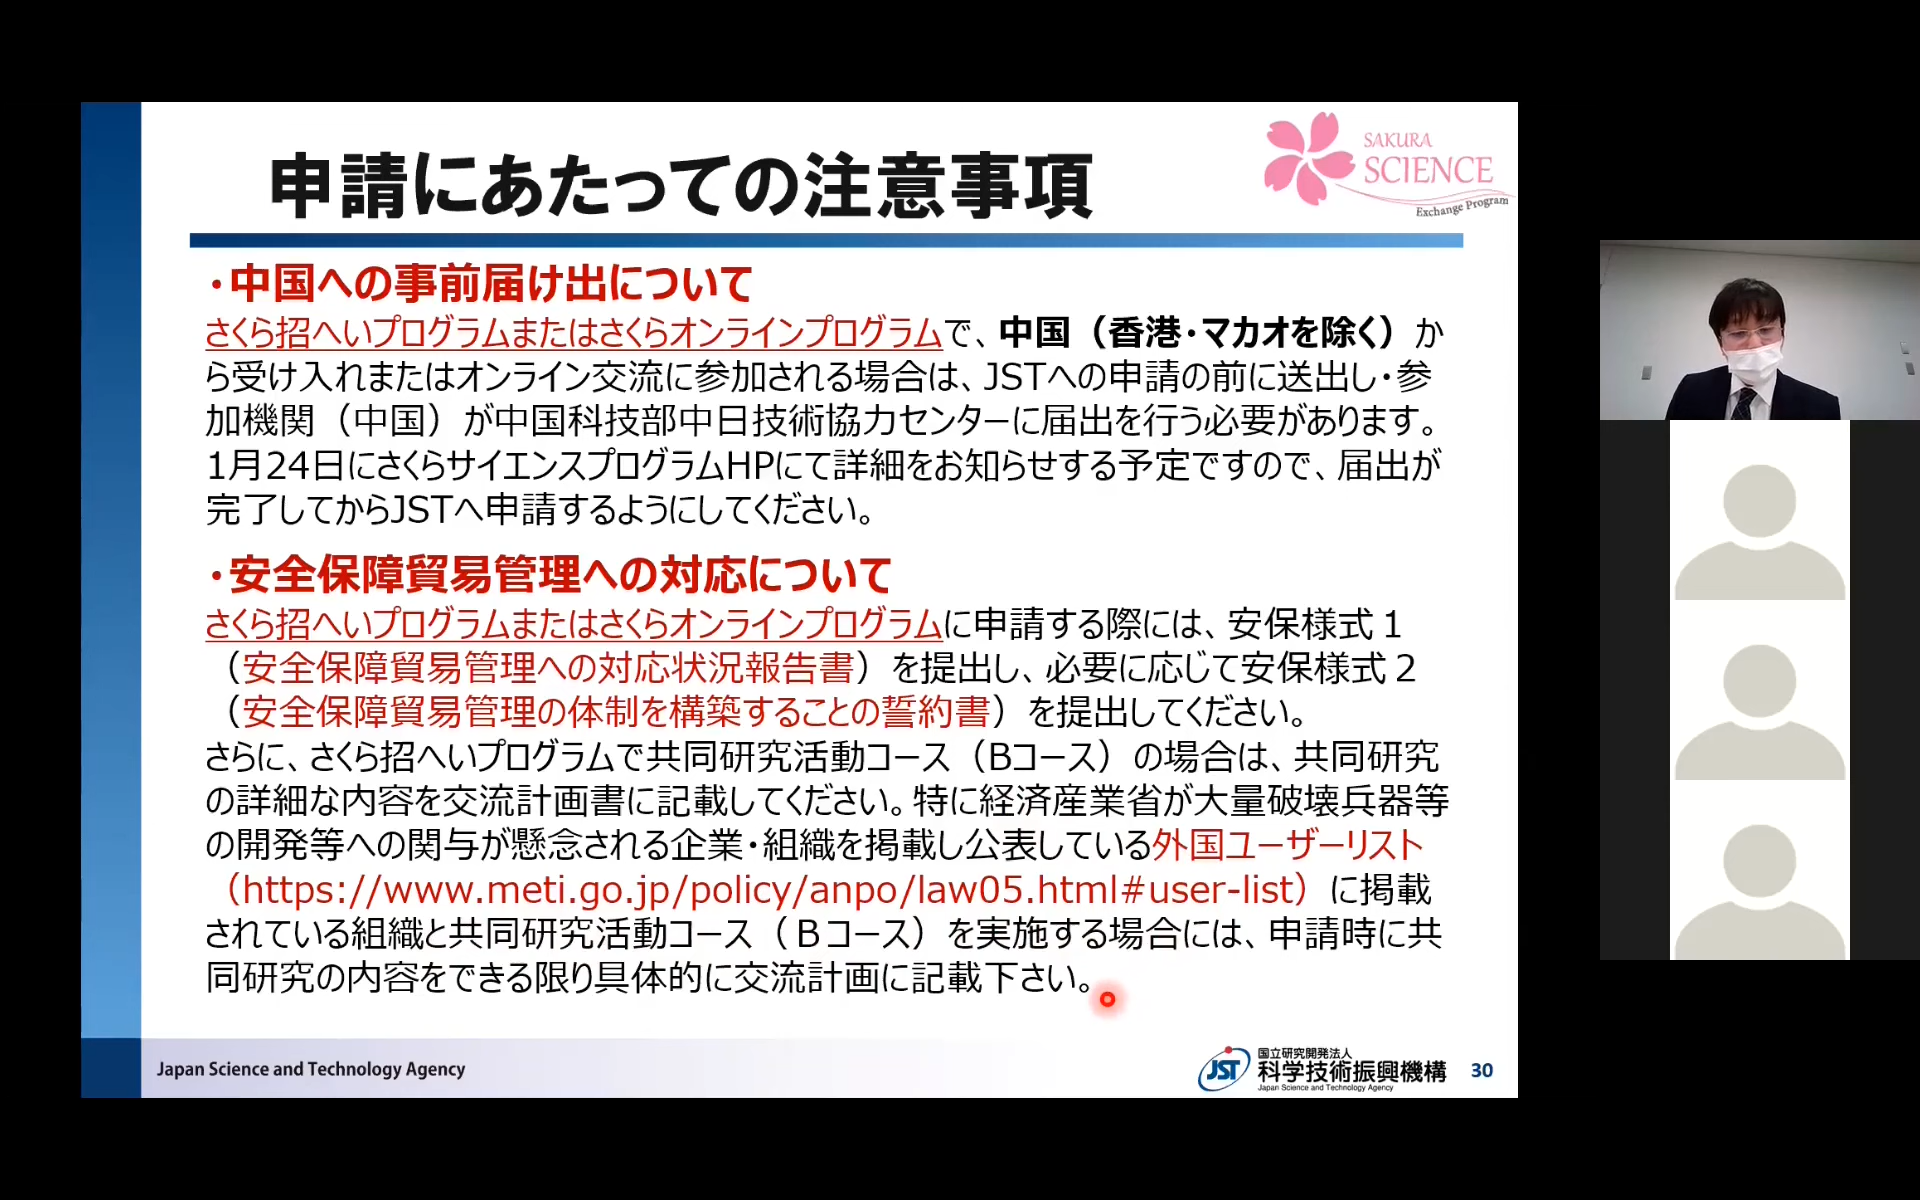 申請にあたっての注意事項
SAKURA
SCIENCE
Exchange Program
・中国への事前届け出について
さくら招へいプログラムまたはさくらオンラインプログラムで、中国（香港・マカオを除く）か
ら受け入れまたはオンライン交流に参加される場合は、JSTへの申請の前に送出し・参
加機関（中国）が中国科技部中日技術協力センターに届出を行う必要があります。
1月24日にさくらサイエンスプログラムHPにて詳細をお知らせする予定ですので、届出が
完了してからJSTへ申請するようにしてください。
・安全保障貿易管理への対応について
さくら招へいプログラムまたはさくらオンラインプログラムに申請する際には、安保様式１
（安全保障貿易管理への対応状況報告書）を提出し、必要に応じて安保様式２
（安全保障貿易管理の体制を構築することの誓約書）を提出してください。
さらに、さくら招へいプログラムで共同研究活動コース（Bコース）の場合は、共同研究
の詳細な内容を交流計画書に記載してください。特に経済産業省が大量破壊兵器等
の開発等への関与が懸念される企業・組織を掲載し公表している外国ユーザーリスト
（https://www.meti.go.jp/policy/anpo/law05.html#user-list）に掲載
されている組織と共同研究活動コース（Ｂコース）を実施する場合には、申請時に共
同研究の内容をできる限り具体的に交流計画に記載下さい。
Japan Science and Technology Agency
JST
国立研究開発法人
科学技術振興機構
Japan Science and Technology Agency
30